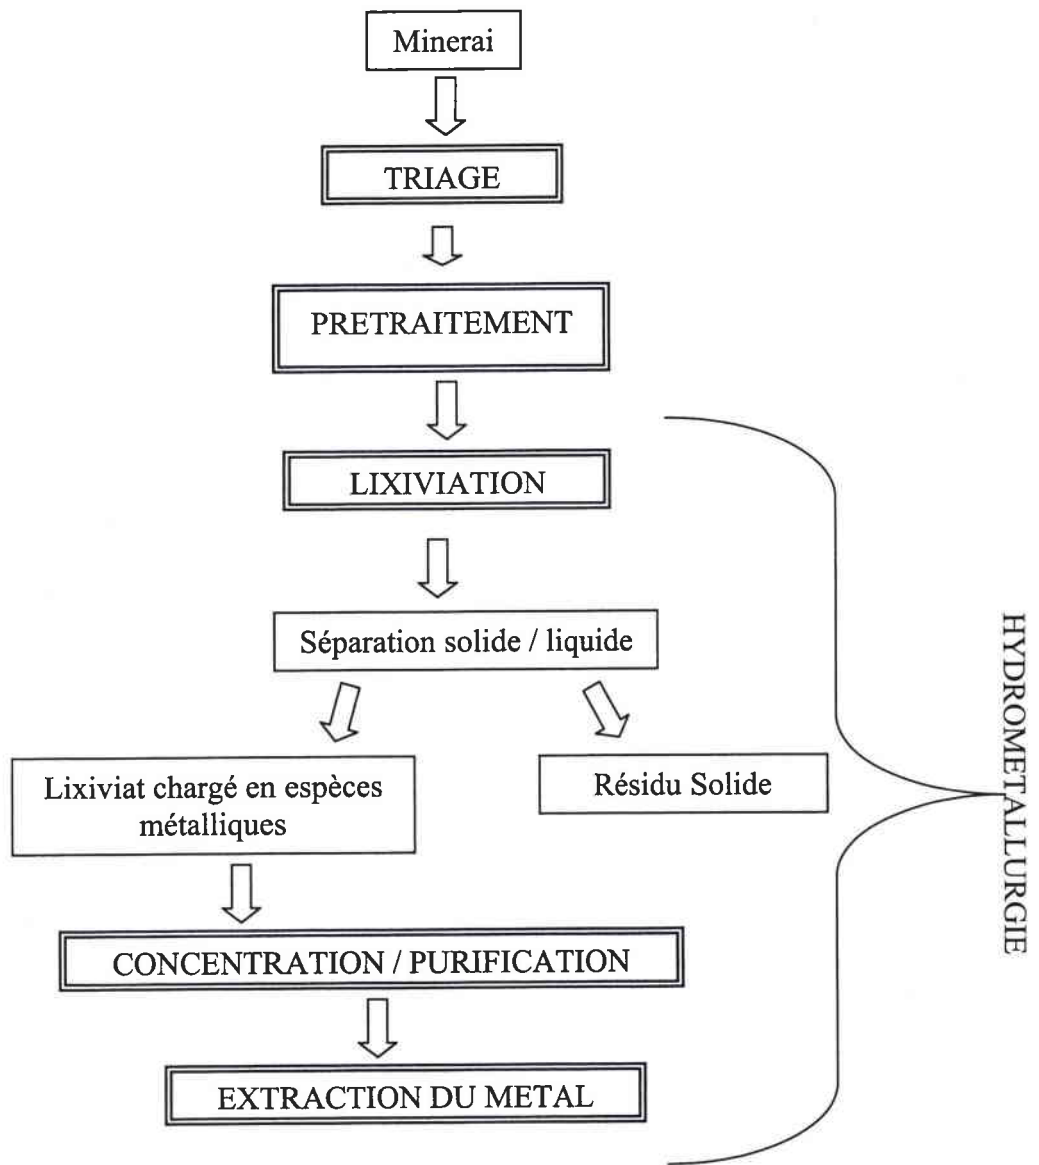 Minerai
TRIAGE
PRETRAITEMENT
LIXIVIATION
Séparation solide / liquide
Lixiviat chargé en espèces
métalliques
Résidu Solide
CONCENTRATION / PURIFICATION
EXTRACTION DU METAL
HYDROMETALLURGIE